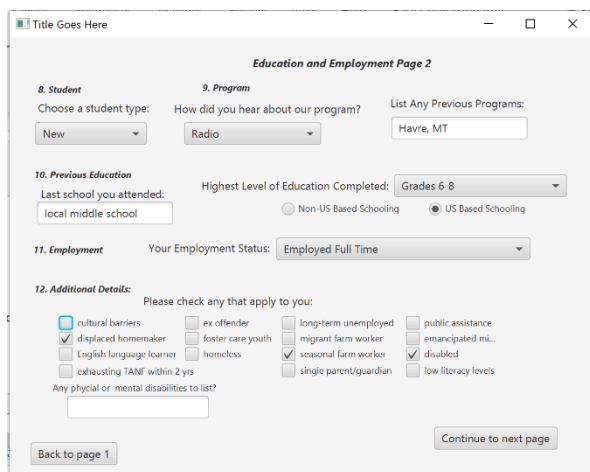 Title Goes Here
Education and Employment Page 2
8. Student
9. Program
Choose a student type:
How did you hear about our program?
List Any Previous Programs:
New
Radio
Havre, MT
10. Previous Education
Last school you attended:
Highest Level of Education Completed:
Grades 6-8
local middle school
Non-US Based Schooling
US Based Schooling
11. Employment
Your Employment Status:
Employed Full Time
12. Additional Details:
Please check any that apply to you:
cultural barriers
ex offender
long-term unemployed
public assistance
displaced homemaker
foster care youth
migrant farm worker
emancipated mi...
English language learner
homeless
seasonal farm worker
disabled
exhausting TANF within 2 yrs
single parent/guardian
low literacy levels
Any phycial or mental disabilities to list?
Continue to next page
Back to page 1